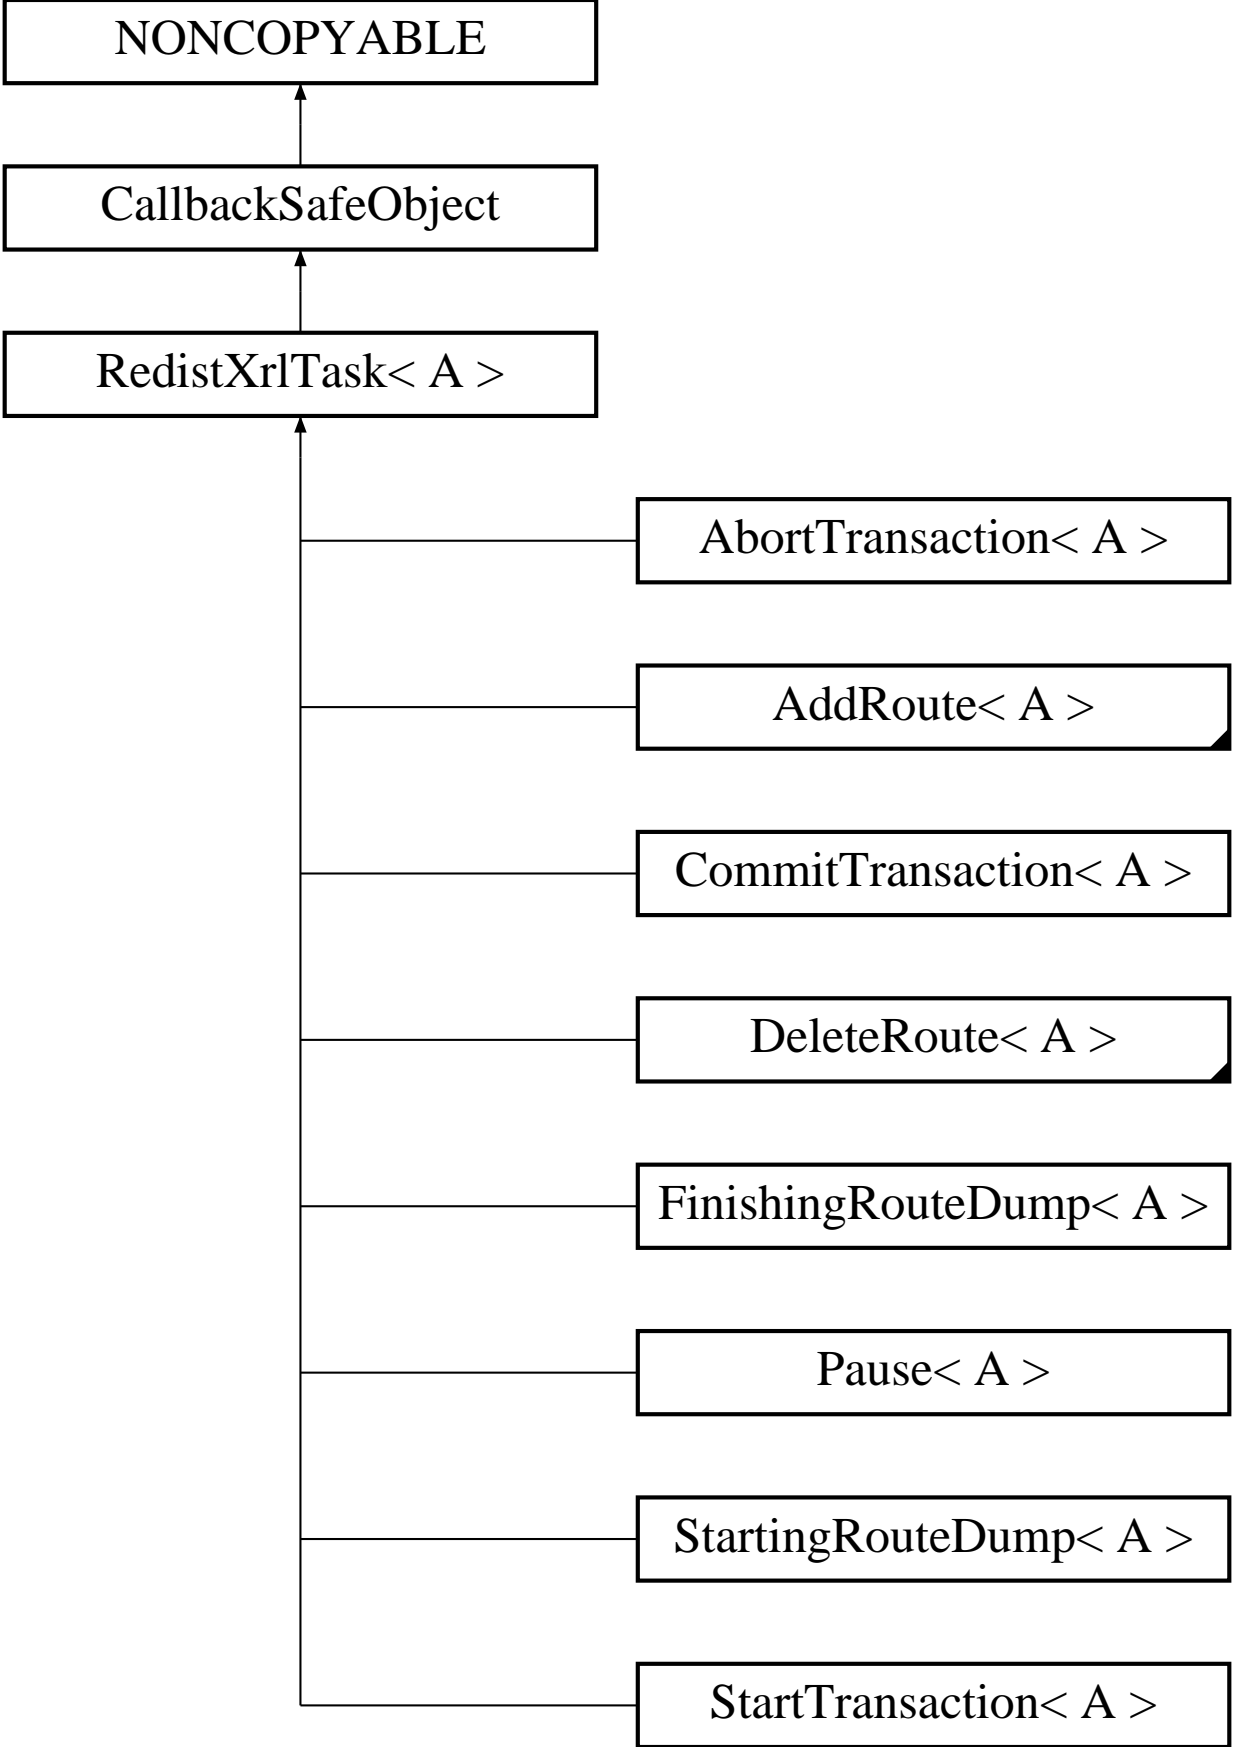 NONCOPYABLE
CallbackSafeObject
RedistXrlTask< A >
AbortTransaction< A >
AddRoute< A >
CommitTransaction< A >
DeleteRoute< A >
FinishingRouteDump< A >
Pause< A >
StartingRouteDump< A >
StartTransaction< A >